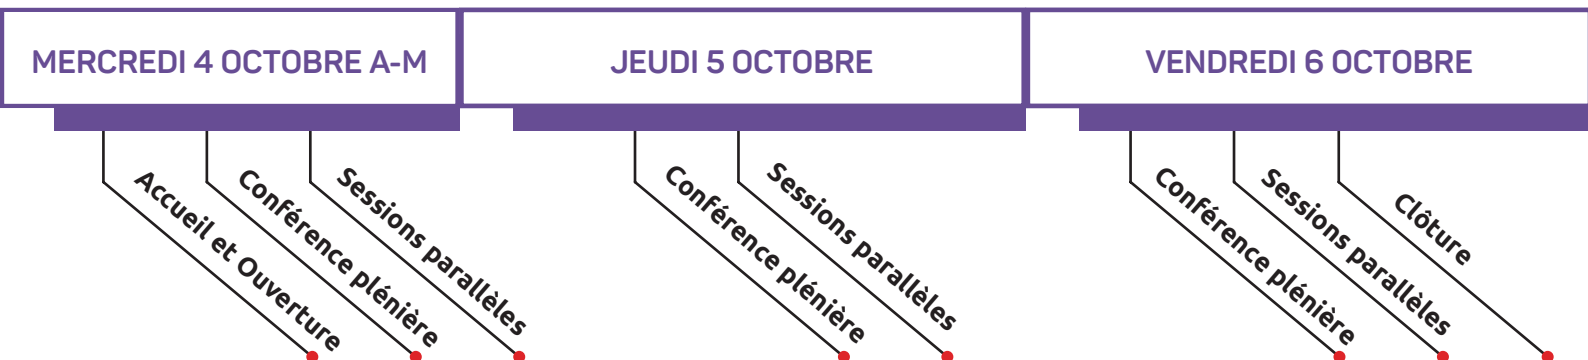 MERCREDI 4 OCTOBRE A-M
Accueil et Ouverture
Conférence plénière
Sessions parallèles
JEUDI 5 OCTOBRE
Conférence plénière
Sessions parallèles
VENDREDI 6 OCTOBRE
Conférence plénière
Sessions parallèles
Clôture